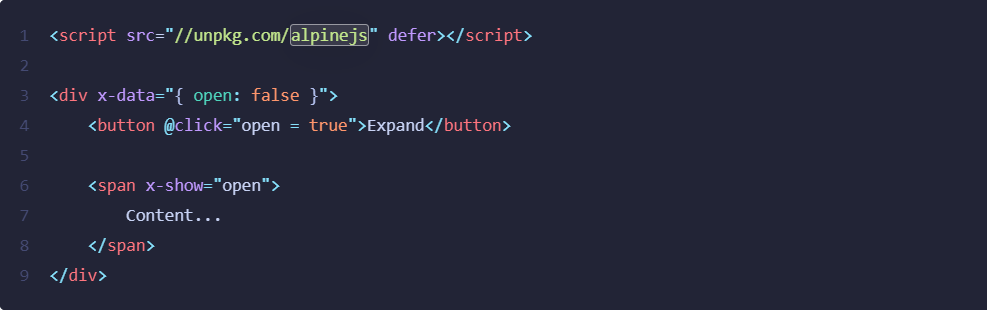 1 <script src="//unpkg.com/alpinejs" defer></script>
2
3 <div x-data="{ open: false }">
4     <button @click="open = true">Expand</button>
5
6     <span x-show="open">
7         Content...
8     </span>
9 </div>